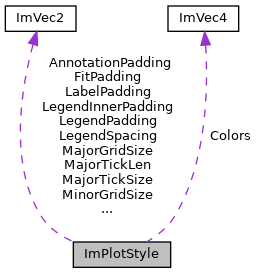 ImVec2
ImVec4
AnnotationPadding
FitPadding
LabelPadding
LegendInnerPadding
LegendPadding
LegendSpacing
MajorGridSize
MajorTickLen
MajorTickSize
MinorGridSize
...
Colors
ImPlotStyle